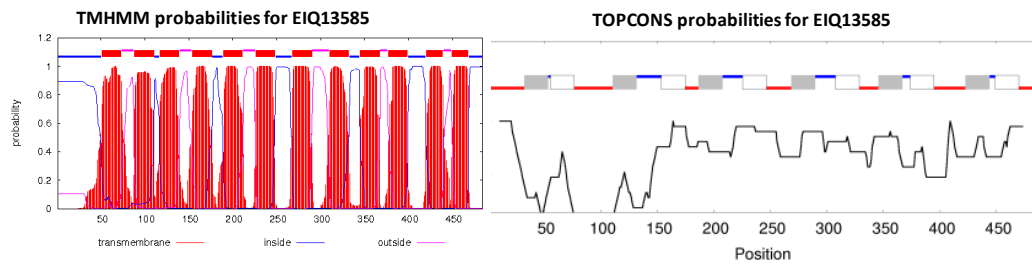 TMHMM probabilities for EIQ13585
1.2
1
0.8
0.6
0.4
0.2
0
probability
50 100 150 200 250 300 350 400 450
transmembrane inside outside
TOPCONS probabilities for EIQ13585
50 100 150 200 250 300 350 400 450
Position